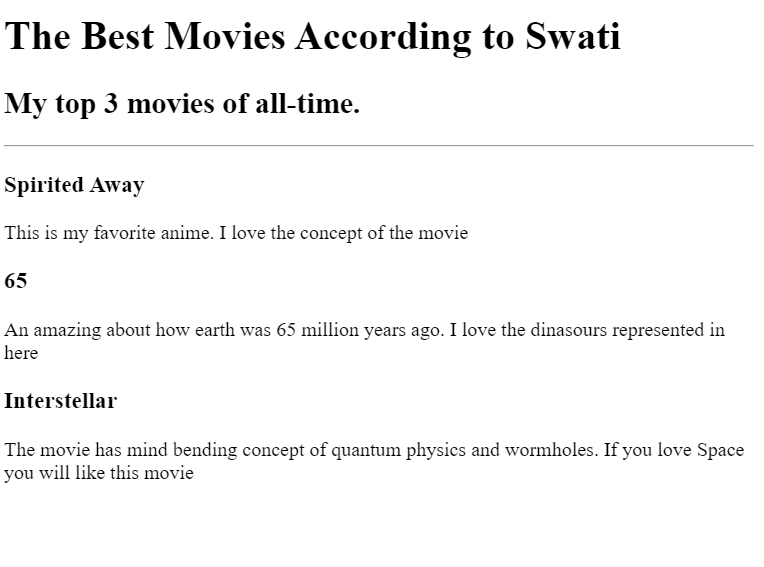 The Best Movies According to Swati
My top 3 movies of all-time.
Spirited Away
This is my favorite anime. I love the concept of the movie
65
An amazing about how earth was 65 million years ago. I love the dinasours represented in
here
Interstellar
The movie has mind bending concept of quantum physics and wormholes. If you love Space
you will like this movie